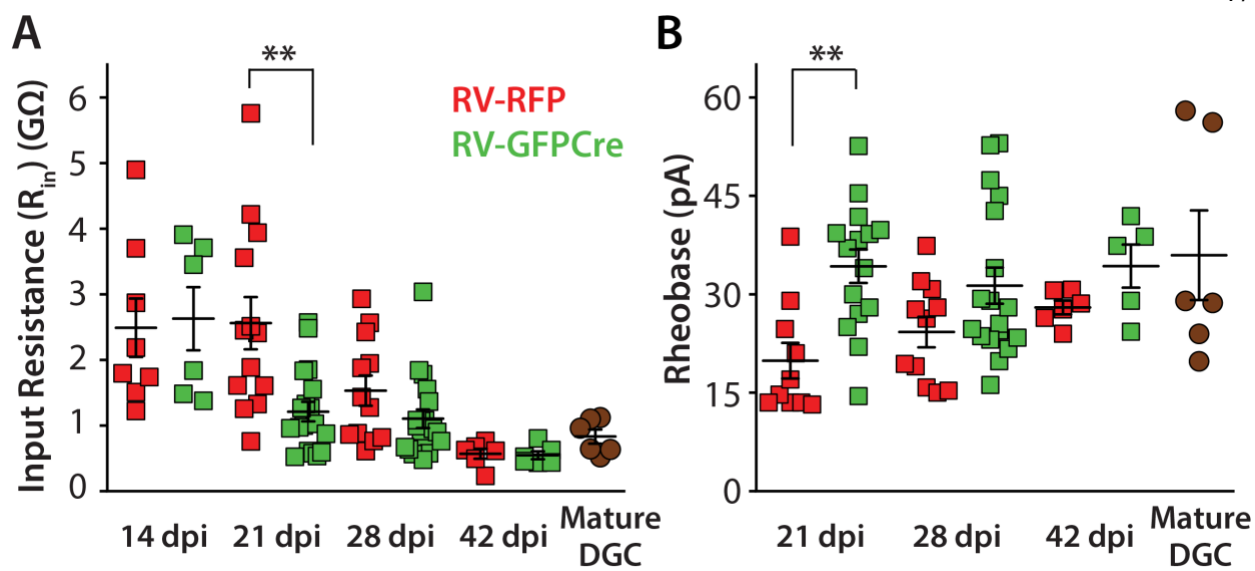 A
B
**
**
RV-RFP
RV-GFPCre
Input Resistance (Rin) (GΩ)
6
5
4
3
2
1
0
14 dpi
21 dpi
28 dpi
42 dpi
Mature
DGC
Rheobase (pA)
60
45
30
15
0
21 dpi
28 dpi
42 dpi
Mature
DGC